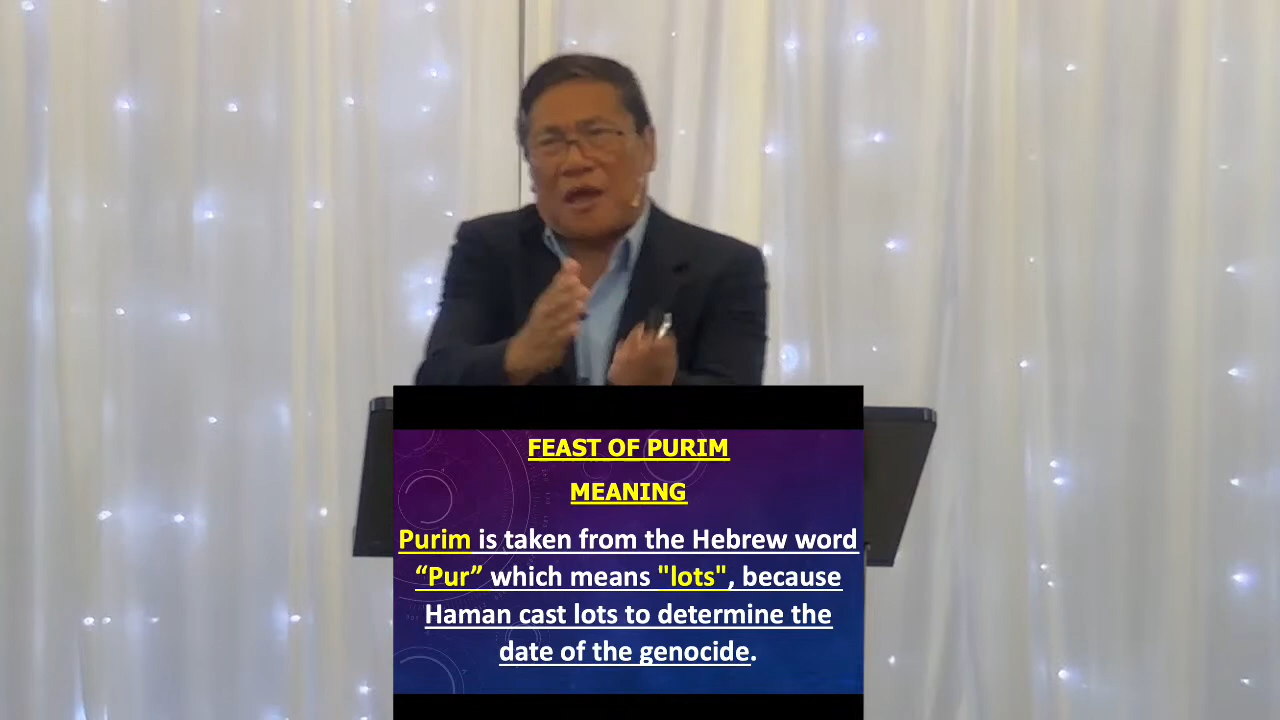 FEAST OF PURIM
MEANING
Purim is taken from the Hebrew word
“Pur” which means "lots", because
Haman cast lots to determine the
date of the genocide.